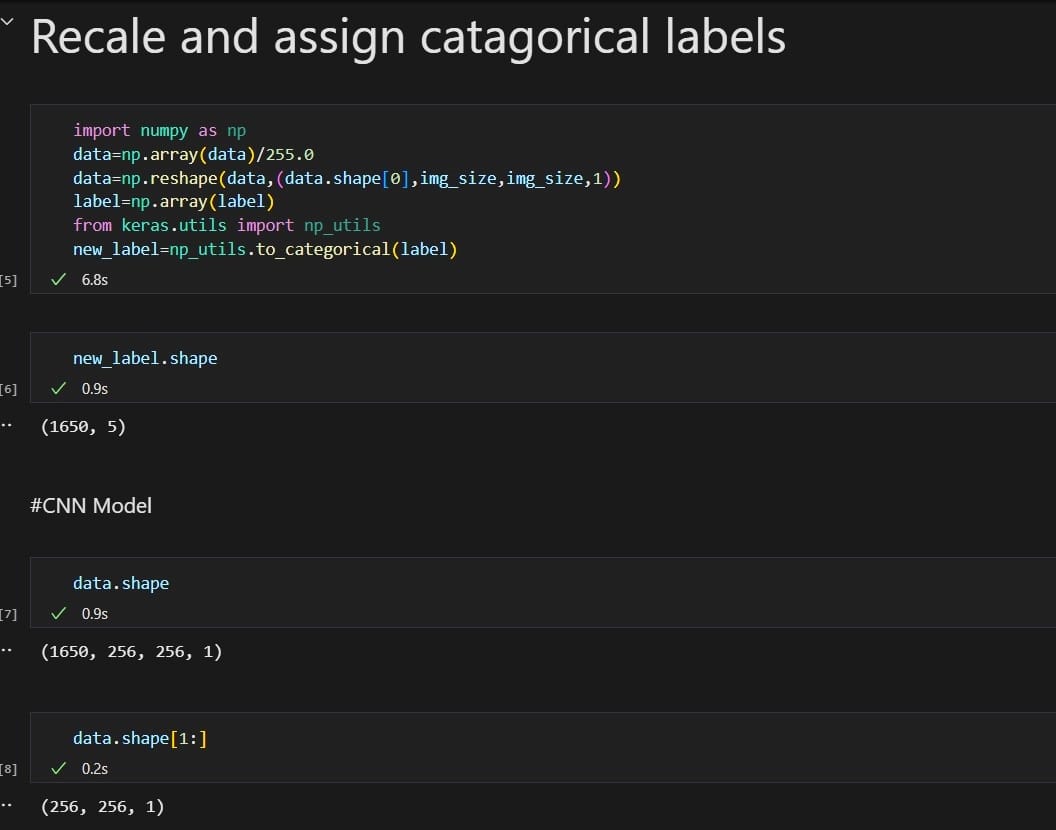 Recale and assign catagorical labels
import numpy as np
data=np.array(data)/255.0
data=np.reshape(data,(data.shape[0],img_size,img_size,1))
label=np.array(label)
from keras.utils import np_utils
new_label=np_utils.to_categorical(label)
[5]
6.8s
new_label.shape
[6]
0.9s
(1650, 5)
#CNN Model
data.shape
[7]
0.9s
(1650, 256, 256, 1)
data.shape[1:]
[8]
0.2s
(256, 256, 1)